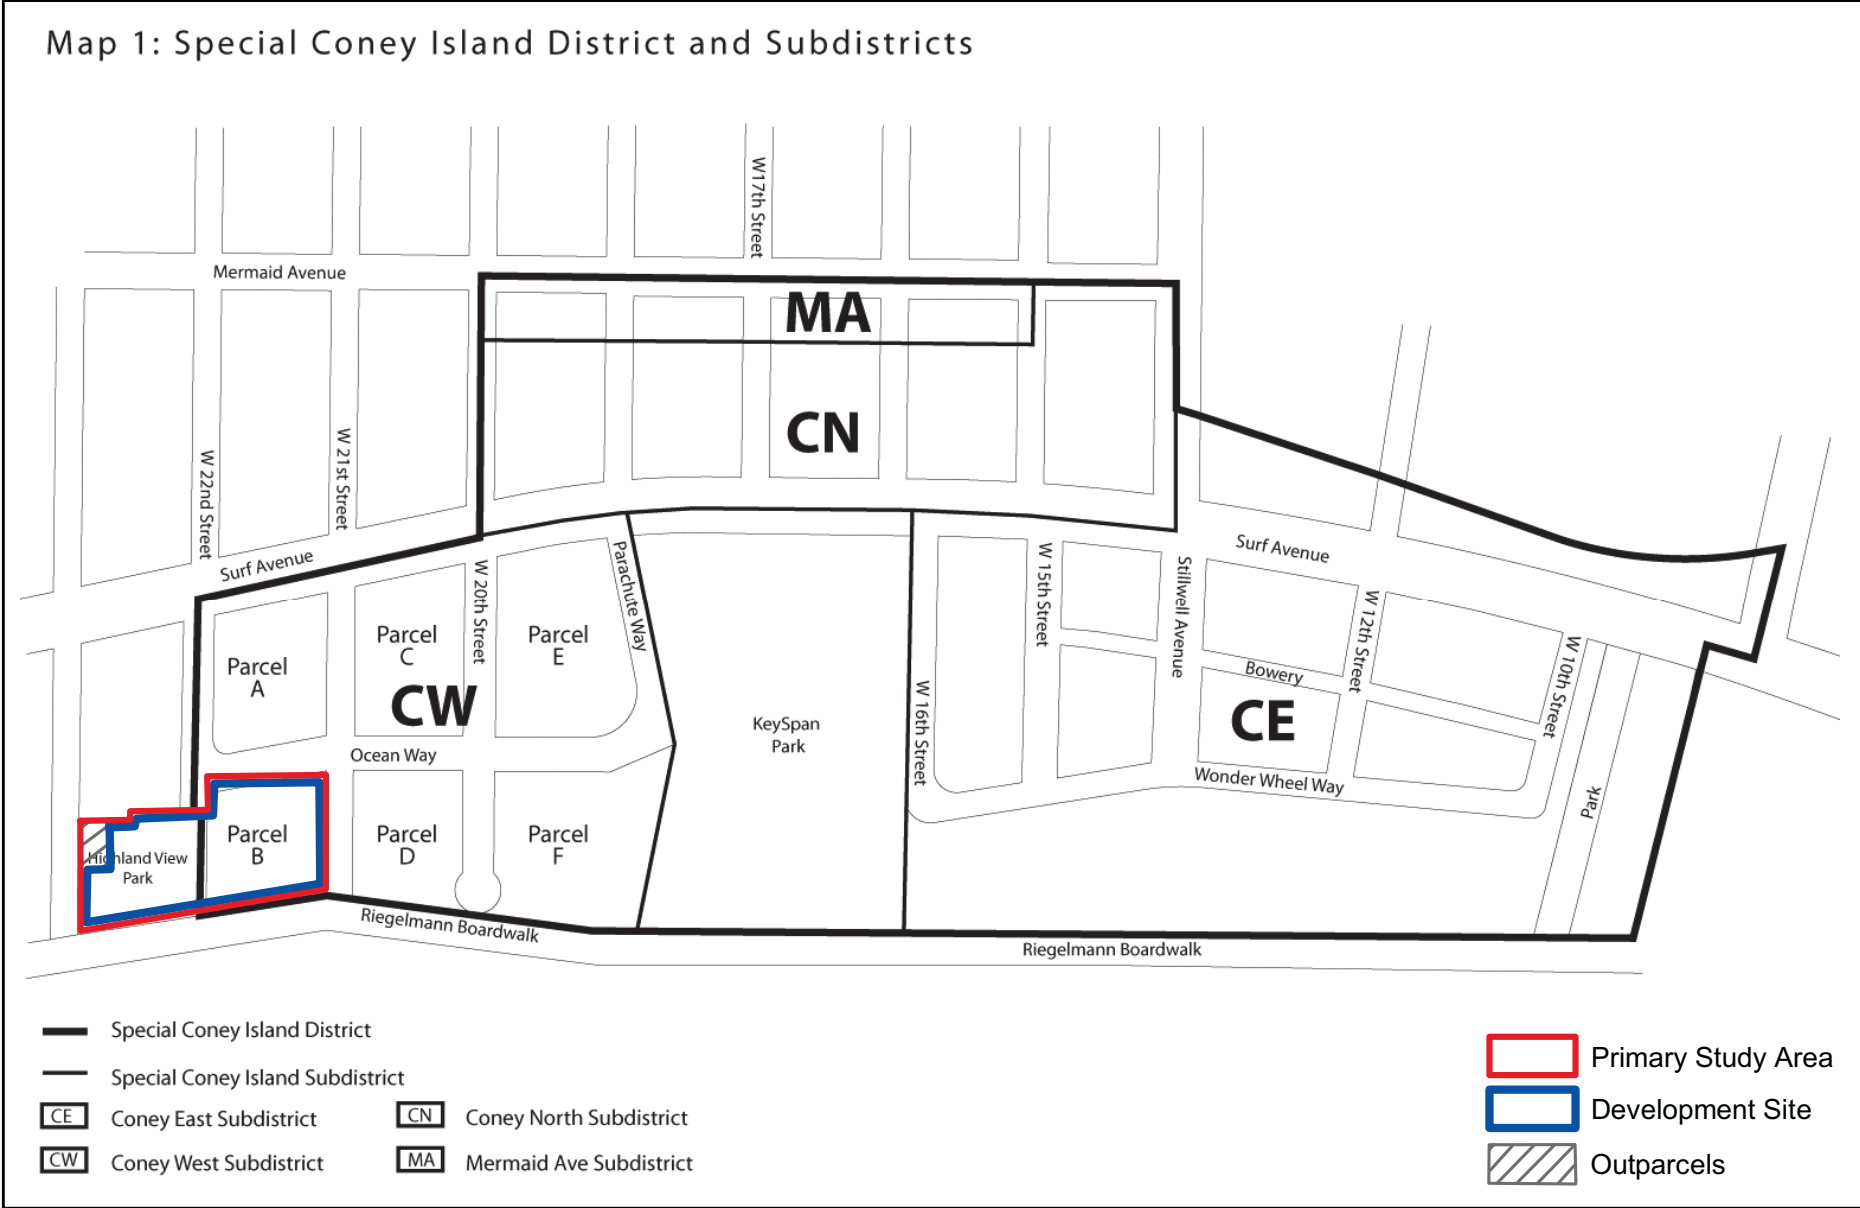 Map 1: Special Coney Island District and Subdistricts
W17th Street
Mermaid Avenue
MA
CN
W 22nd Street
W 21st Street
Surf Avenue
W 20th Street
Parachute Way
W 15th Street
Stillwell Avenue
Surf Avenue
W 12th Street
W 10th Street
Parcel
A
Parcel
C
Parcel
E
CW
KeySpan
Park
W 16th Street
Bowery
CE
Ocean Way
Wonder Wheel Way
Park
Parcel
B
Parcel
D
Parcel
F
Highland View
Park
Riegelmann Boardwalk
Riegelmann Boardwalk
Special Coney Island District
Special Coney Island Subdistrict
CE Coney East Subdistrict
CN Coney North Subdistrict
CW Coney West Subdistrict
MA Mermaid Ave Subdistrict
Primary Study Area
Development Site
Outparcels